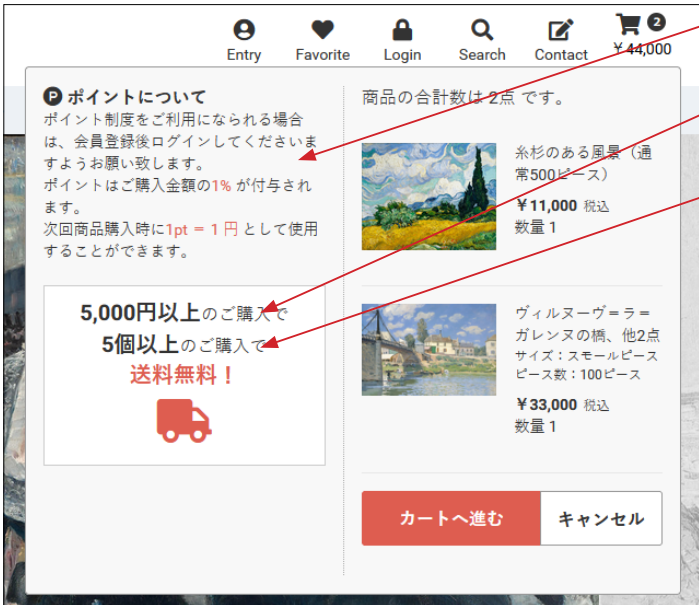 Entry
Favorite
Login
Search
Contact
2
¥44,000
P ポイントについて
ポイント制度をご利用になられる場合
は、会員登録後ログインしてくださいま
すようお願い致します。
ポイントはご購入金額の1% が付与され
ます。
次回商品購入時に1pt = 1 円 として使用
することができます。
5,000円以上のご購入で
5個以上のご購入で
送料無料！
商品の合計数は 2点 です。
糸杉のある風景（通
常500ピース）
¥11,000 税込
数量 1
ヴィルヌーヴ＝ラ＝
ガレンヌの橋、他2点
サイズ：スモールピース
ピース数：100ピース
¥33,000 税込
数量 1
カートへ進む
キャンセル